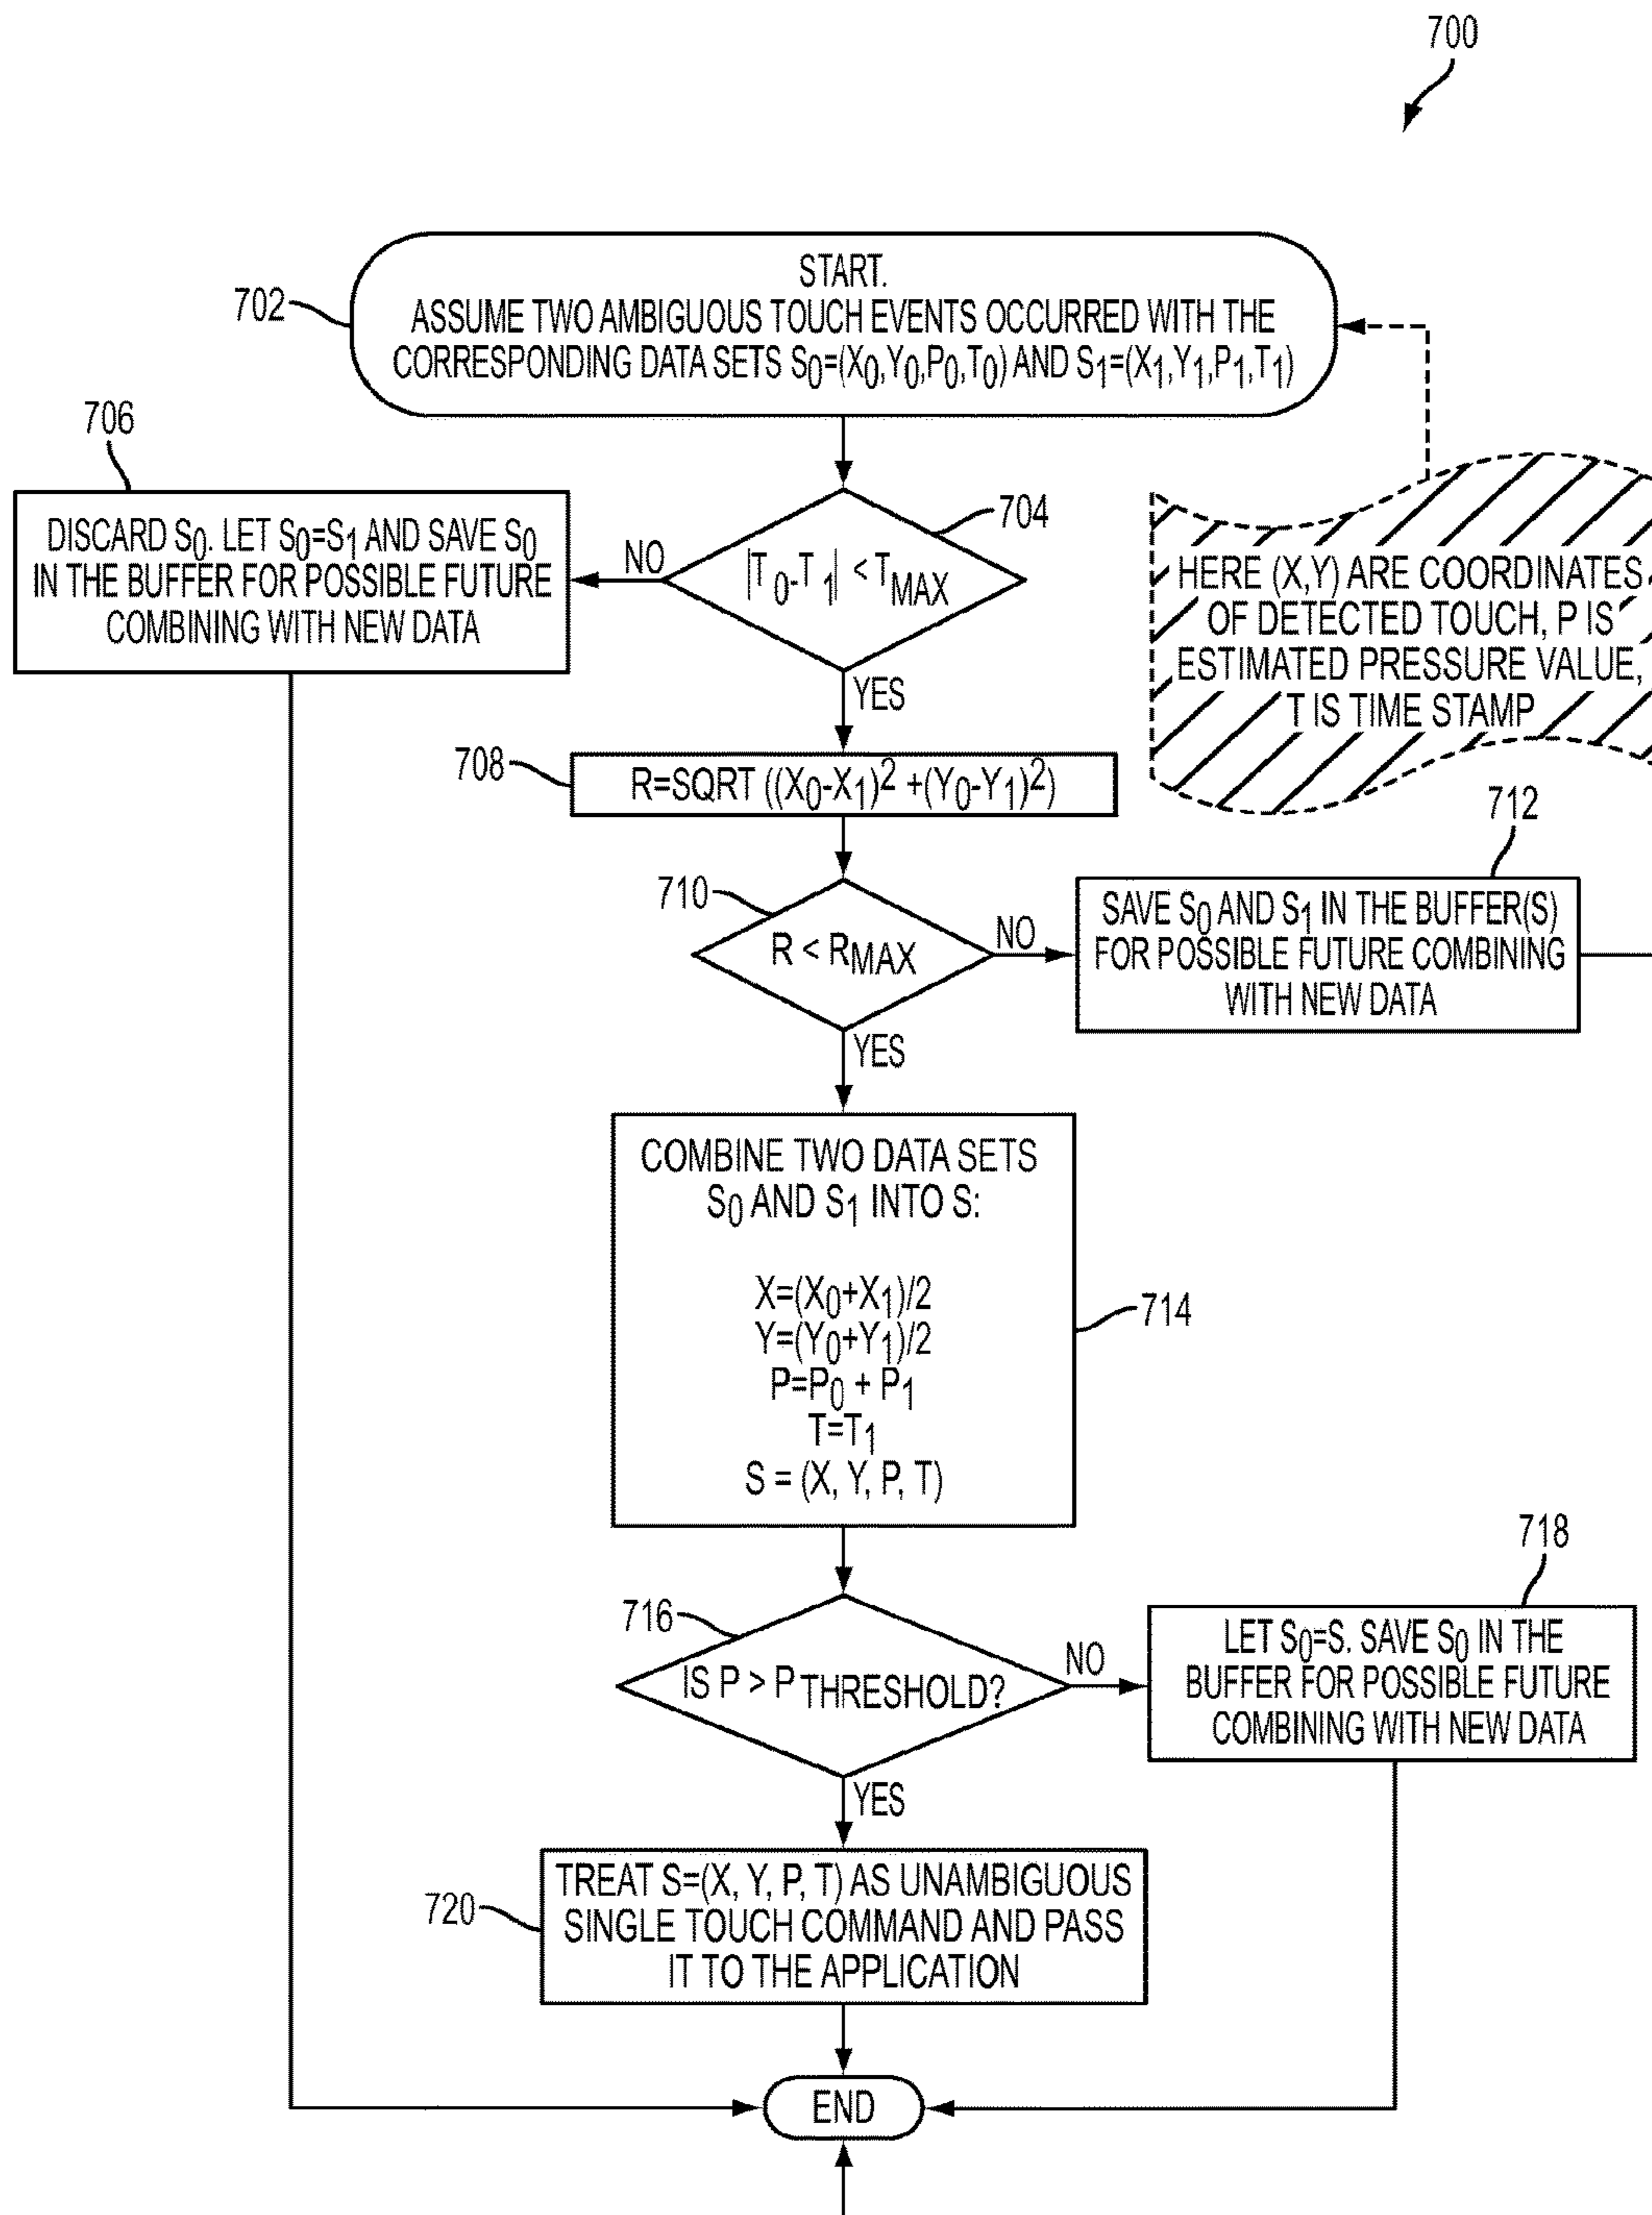 700
702
START.
ASSUME TWO AMBIGUOUS TOUCH EVENTS OCCURRED WITH THE
CORRESPONDING DATA SETS S0=(X0,Y0,P0,T0) AND S1=(X1,Y1,P1,T1)
706
DISCARD S0. LET S0=S1 AND SAVE S0
IN THE BUFFER FOR POSSIBLE FUTURE
COMBINING WITH NEW DATA
NO
704
|T0-T1| < TMAX
YES
HERE (X,Y) ARE COORDINATES
OF DETECTED TOUCH, P IS
ESTIMATED PRESSURE VALUE,
T IS TIME STAMP
708
R=SQRT ((X0-X1)2 +(Y0-Y1)2)
710
R < RMAX
NO
YES
712
SAVE S0 AND S1 IN THE BUFFER(S)
FOR POSSIBLE FUTURE COMBINING
WITH NEW DATA
COMBINE TWO DATA SETS
S0 AND S1 INTO S:
X=(X0+X1)/2
Y=(Y0+Y1)/2
P=P0 + P1
T=T1
S = (X, Y, P, T)
714
716
IS P > PTHRESHOLD?
NO
YES
718
LET S0=S. SAVE S0 IN THE
BUFFER FOR POSSIBLE FUTURE
COMBINING WITH NEW DATA
720
TREAT S=(X, Y, P, T) AS UNAMBIGUOUS
SINGLE TOUCH COMMAND AND PASS
IT TO THE APPLICATION
END